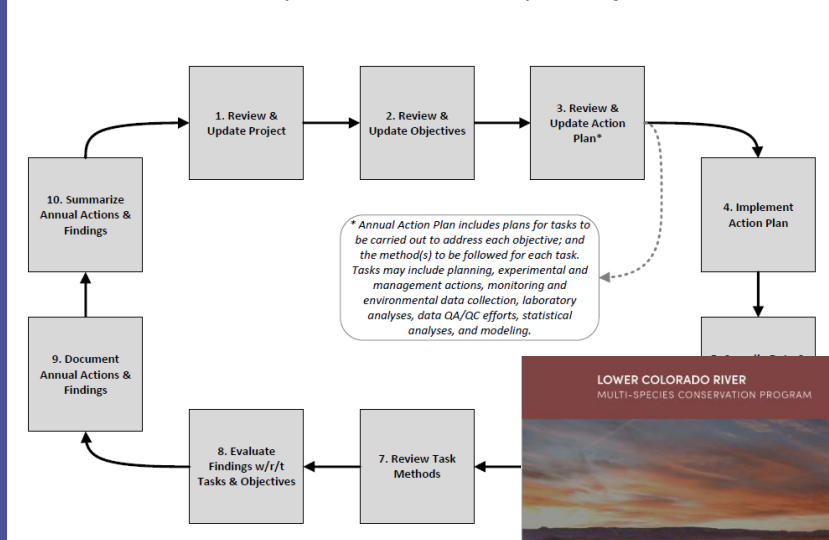 1. Review &
Update Project
2. Review &
Update Objectives
3. Review &
Update Action
Plan*
4. Implement
Action Plan
* Annual Action Plan includes plans for tasks to
be carried out to address each objective; and
the method(s) to be followed for each task.
Tasks may include planning, experimental and
management actions, monitoring and
environmental data collection, laboratory
analyses, data QA/QC efforts, statistical
analyses, and modeling.
10. Summarize
Annual Actions &
Findings
9. Document
Annual Actions &
Findings
8. Evaluate
Findings w/r/t
Tasks & Objectives
7. Review Task
Methods
LOWER COLORADO RIVER
MULTI-SPECIES CONSERVATION PROGRAM